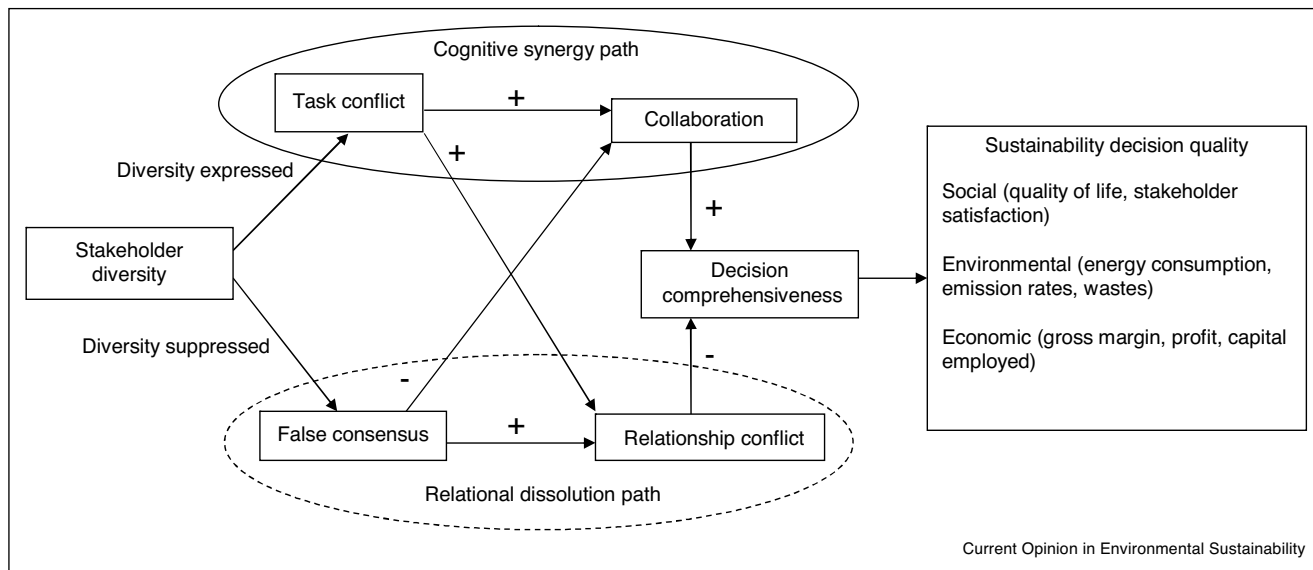 Cognitive synergy path
Task conflict
+
Collaboration
+
Diversity expressed
Stakeholder
diversity
+
Decision
comprehensiveness
Sustainability decision quality
Social (quality of life, stakeholder
satisfaction)
Environmental (energy consumption,
emission rates, wastes)
Economic (gross margin, profit, capital
employed)
Diversity suppressed
-
-
False consensus
+
Relationship conflict
Relational dissolution path
Current Opinion in Environmental Sustainability